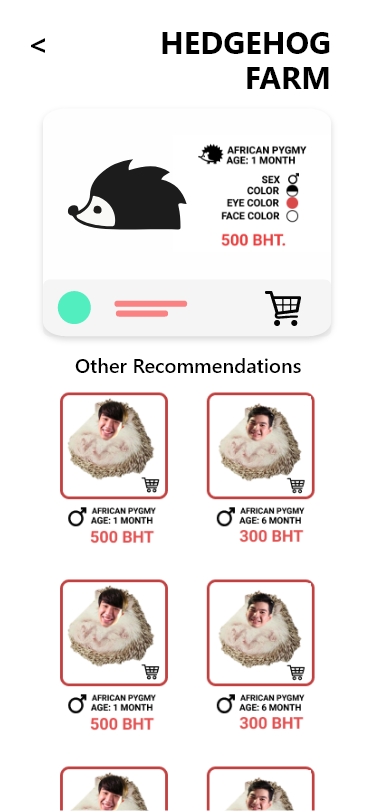 <
HEDGEHOG
FARM
AFRICAN PYGMY
AGE: 1 MONTH
SEX
COLOR
EYE COLOR
FACE COLOR
500 BHT.
Other Recommendations
AFRICAN PYGMY
AGE: 1 MONTH
500 BHT
AFRICAN PYGMY
AGE: 6 MONTH
300 BHT
AFRICAN PYGMY
AGE: 1 MONTH
500 BHT
AFRICAN PYGMY
AGE: 6 MONTH
300 BHT